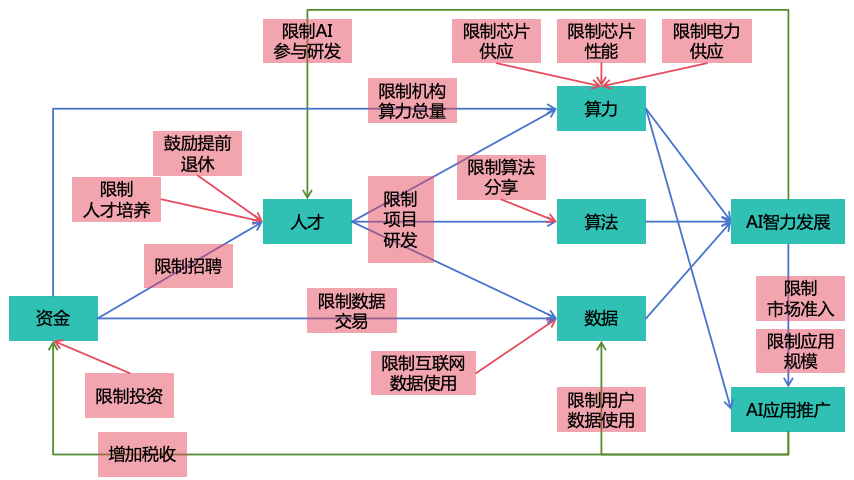 限制AI
参与研发
限制芯片
供应
限制芯片
性能
限制电力
供应
限制机构
算力总量
算力
鼓励提前
退休
限制算法
分享
限制
人才培养
限制
项目
研发
人才
算法
AI智力发展
限制招聘
限制
市场准入
资金
限制数据
交易
数据
限制应用
规模
限制互联网
数据使用
限制投资
限制用户
数据使用
AI应用推广
增加税收